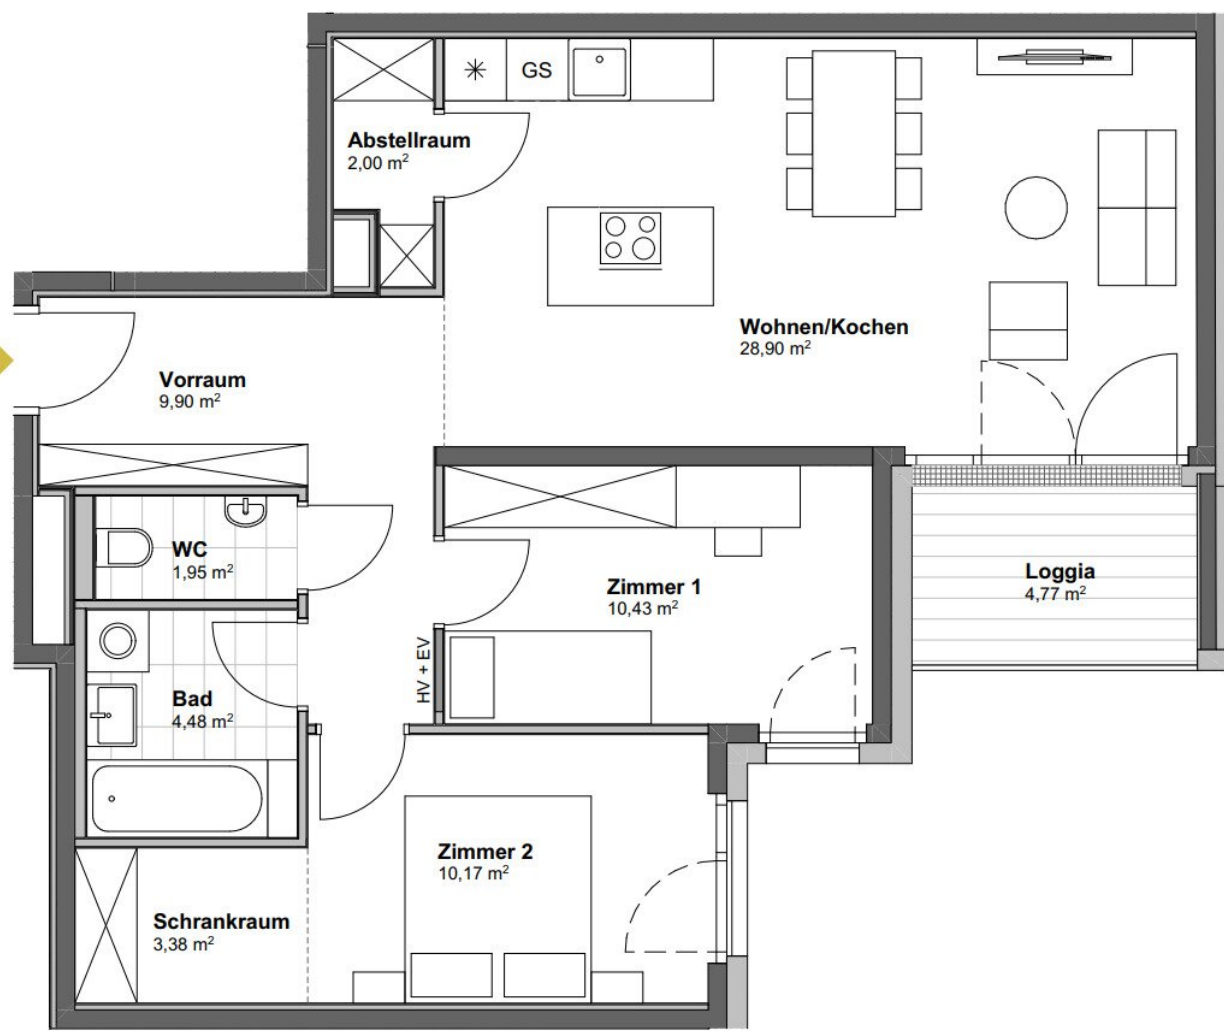 GS
Abstellraum
2,00 m²
Wohnen/Kochen
28,90 m²
Vorraum
9,90 m²
WC
1,95 m²
Zimmer 1
10,43 m²
Loggia
4,77 m²
HV + EV
Bad
4,48 m²
Zimmer 2
10,17 m²
Schrankraum
3,38 m²